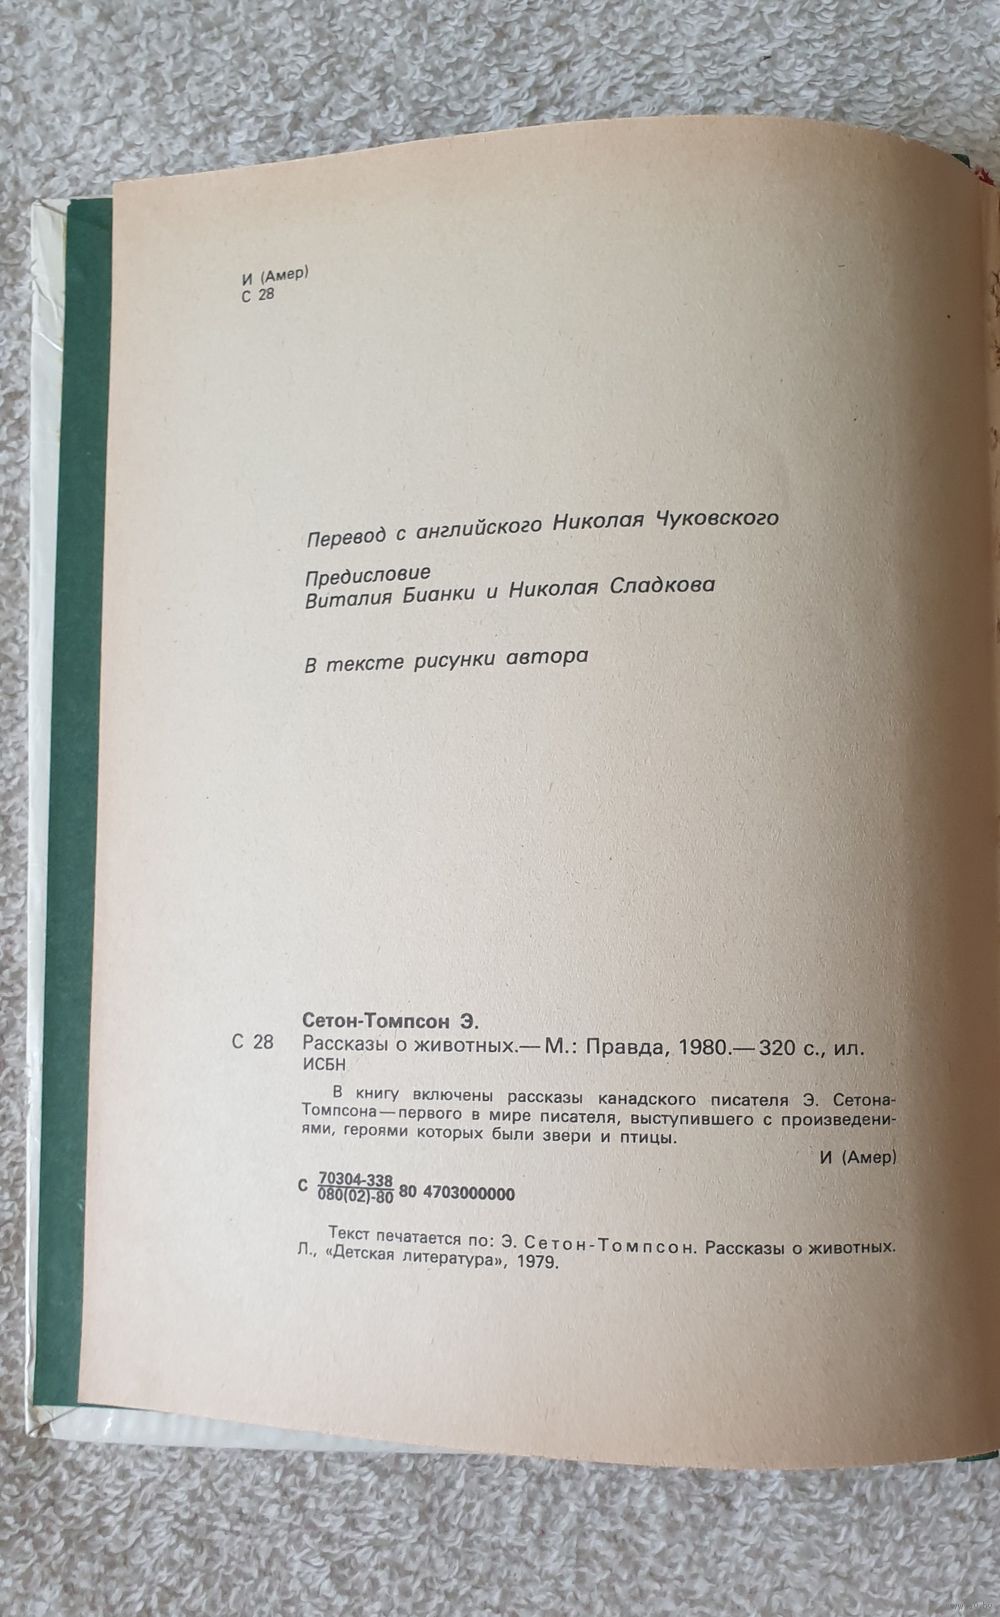 И (Амер)
С 28
Перевод с английского Николая Чуковского
Предисловие
Виталия Бианки и Николая Сладкова
В тексте рисунки автора
Сетон-Томпсон Э.
С 28 Рассказы о животных.— М.: Правда, 1980.— 320 с., ил.
ИСБН
В книгу включены рассказы канадского писателя Э. Сетона-
Томпсона — первого в мире писателя, выступившего с произведени-
ями, героями которых были звери и птицы.
И (Амер)
С 70304-338
080(02)-80 80 4703000000
Текст печатается по: Э. Сетон-Томпсон. Рассказы о животных.
Л., «Детская литература», 1979.